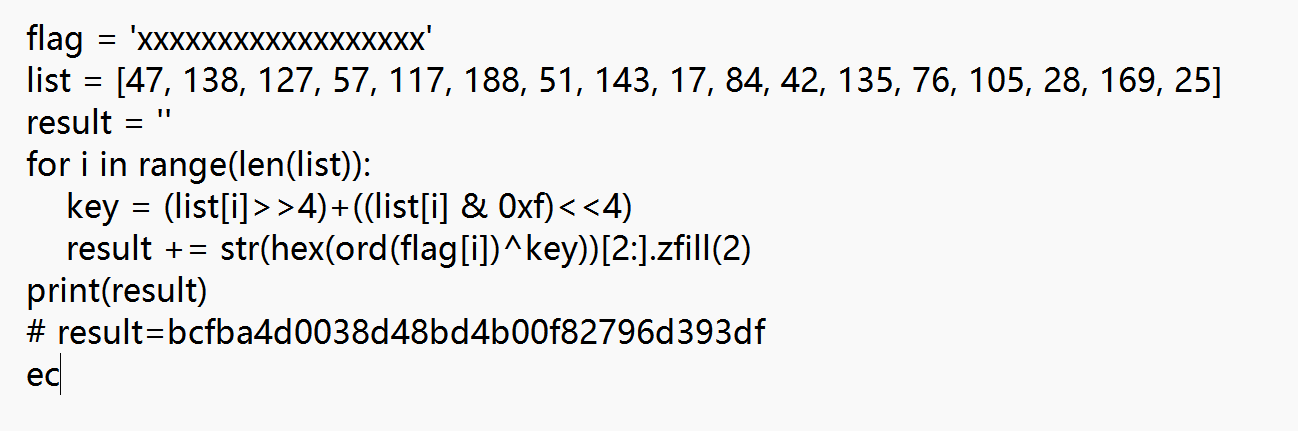 flag = 'xxxxxxxxxxxxxxxxxx'
list = [47, 138, 127, 57, 117, 188, 51, 143, 17, 84, 42, 135, 76, 105, 28, 169, 25]
result = ''
for i in range(len(list)):
    key = (list[i]>>4)+((list[i] & 0xf)<<4)
    result += str(hex(ord(flag[i])^key))[2:].zfill(2)
print(result)
# result=bcfba4d0038d48bd4b00f82796d393df
ec